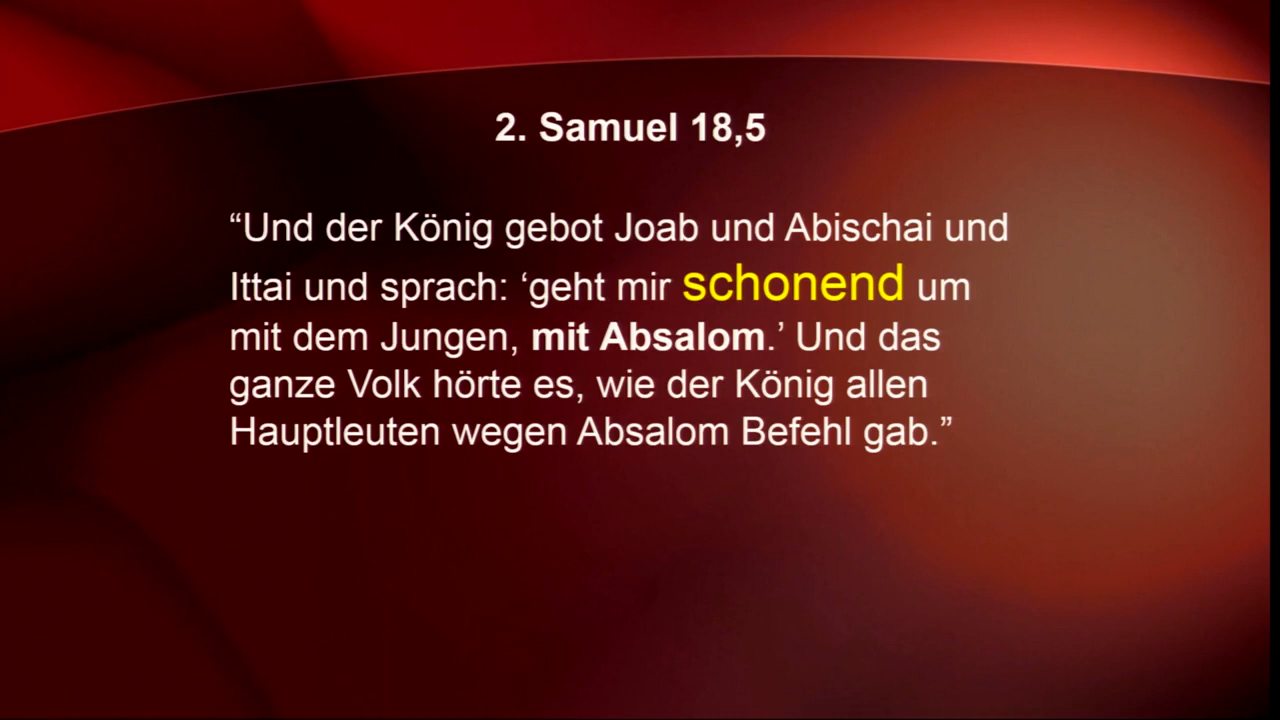 2. Samuel 18,5
“Und der König gebot Joab und Abischai und
Ittai und sprach: ‘geht mir schonend um
mit dem Jungen, mit Absalom.’ Und das
ganze Volk hörte es, wie der König allen
Hauptleuten wegen Absalom Befehl gab.”